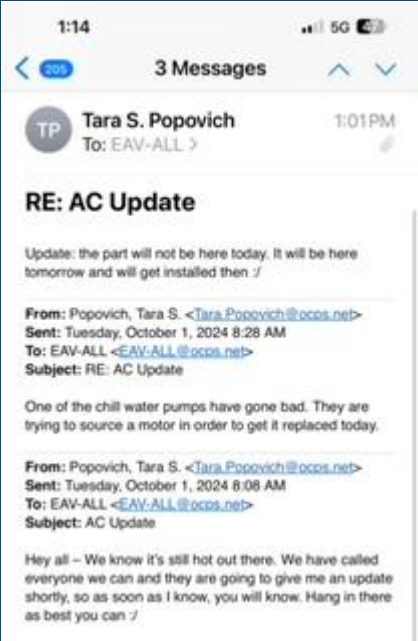 1:14 5G
205 3 Messages
TP Tara S. Popovich 1:01 PM
To: EAV-ALL >
RE: AC Update
Update: the part will not be here today. It will be here
tomorrow and will get installed then :/
From: Popovich, Tara S. <Tara.Popovich@ocps.net>
Sent: Tuesday, October 1, 2024 8:28 AM
To: EAV-ALL <EAV-ALL@ocps.net>
Subject: RE: AC Update
One of the chill water pumps have gone bad. They are
trying to source a motor in order to get it replaced today.
From: Popovich, Tara S. <Tara.Popovich@ocps.net>
Sent: Tuesday, October 1, 2024 8:08 AM
To: EAV-ALL <EAV-ALL@ocps.net>
Subject: AC Update
Hey all – We know it's still hot out there. We have called
everyone we can and they are going to give me an update
shortly, so as soon as I know, you will know. Hang in there
as best you can :/